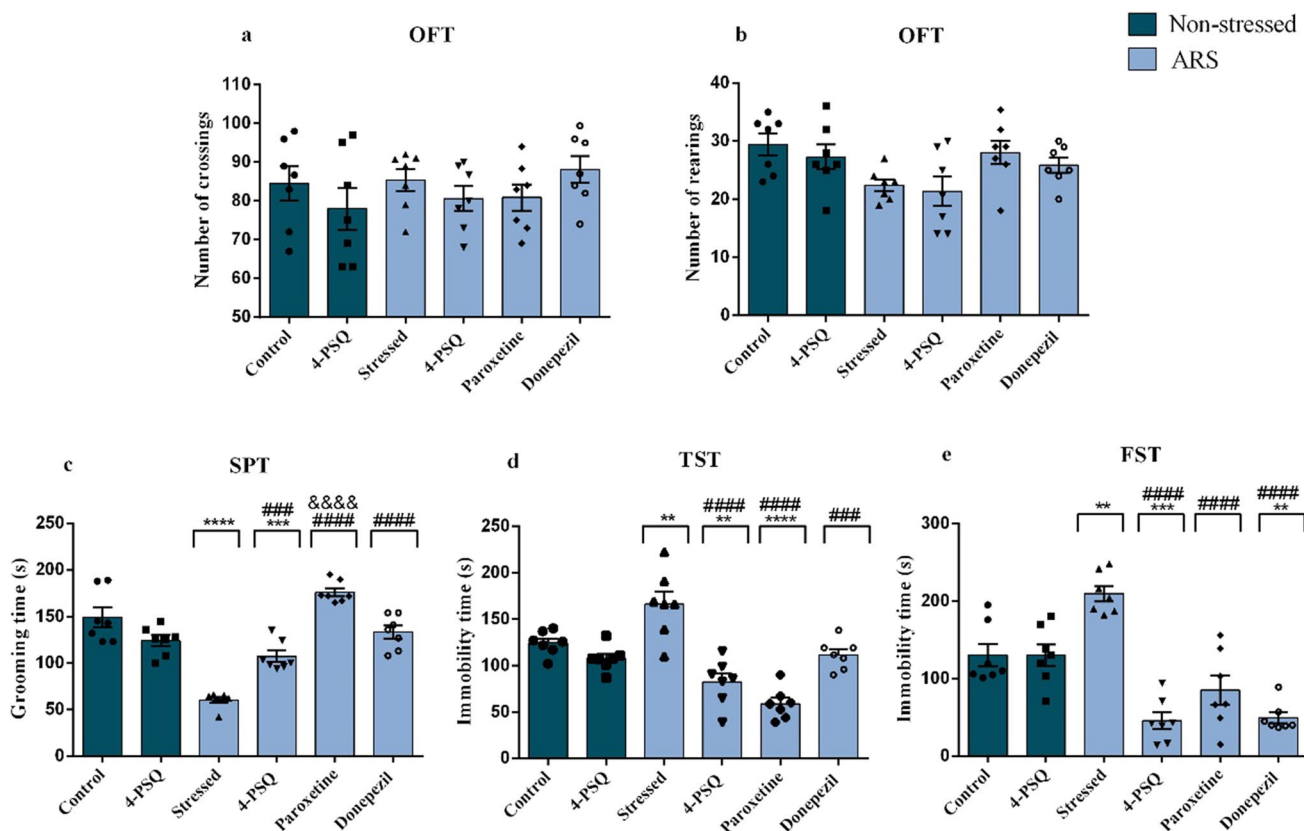 a OFT
Number of crossings
110
100
90
80
70
60
50
Control
4-PSQ
Stressed
4-PSQ
Paroxetine
Donepezil
b OFT
Number of rearings
40
30
20
10
0
Control
4-PSQ
Stressed
4-PSQ
Paroxetine
Donepezil
Non-stressed
ARS
c SPT
Grooming time (s)
250
200
150
100
50
0
****
###
***
&&&&
####
####
Control
4-PSQ
Stressed
4-PSQ
Paroxetine
Donepezil
d TST
Immobility time (s)
250
200
150
100
50
0
**
####
**
####
****
###
Control
4-PSQ
Stressed
4-PSQ
Paroxetine
Donepezil
e FST
Immobility time (s)
300
200
100
0
**
####
***
####
####
**
Control
4-PSQ
Stressed
4-PSQ
Paroxetine
Donepezil